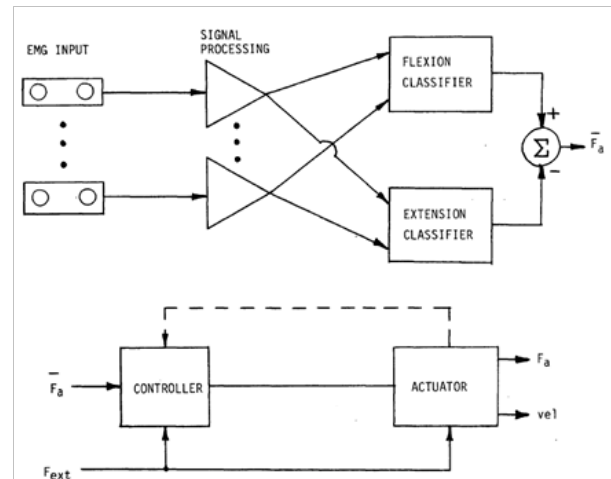 EMG INPUT
SIGNAL
PROCESSING
FLEXION
CLASSIFIER
+
Σ
F̅a
−
EXTENSION
CLASSIFIER
F̅a
CONTROLLER
ACTUATOR
Fa
vel
Fext